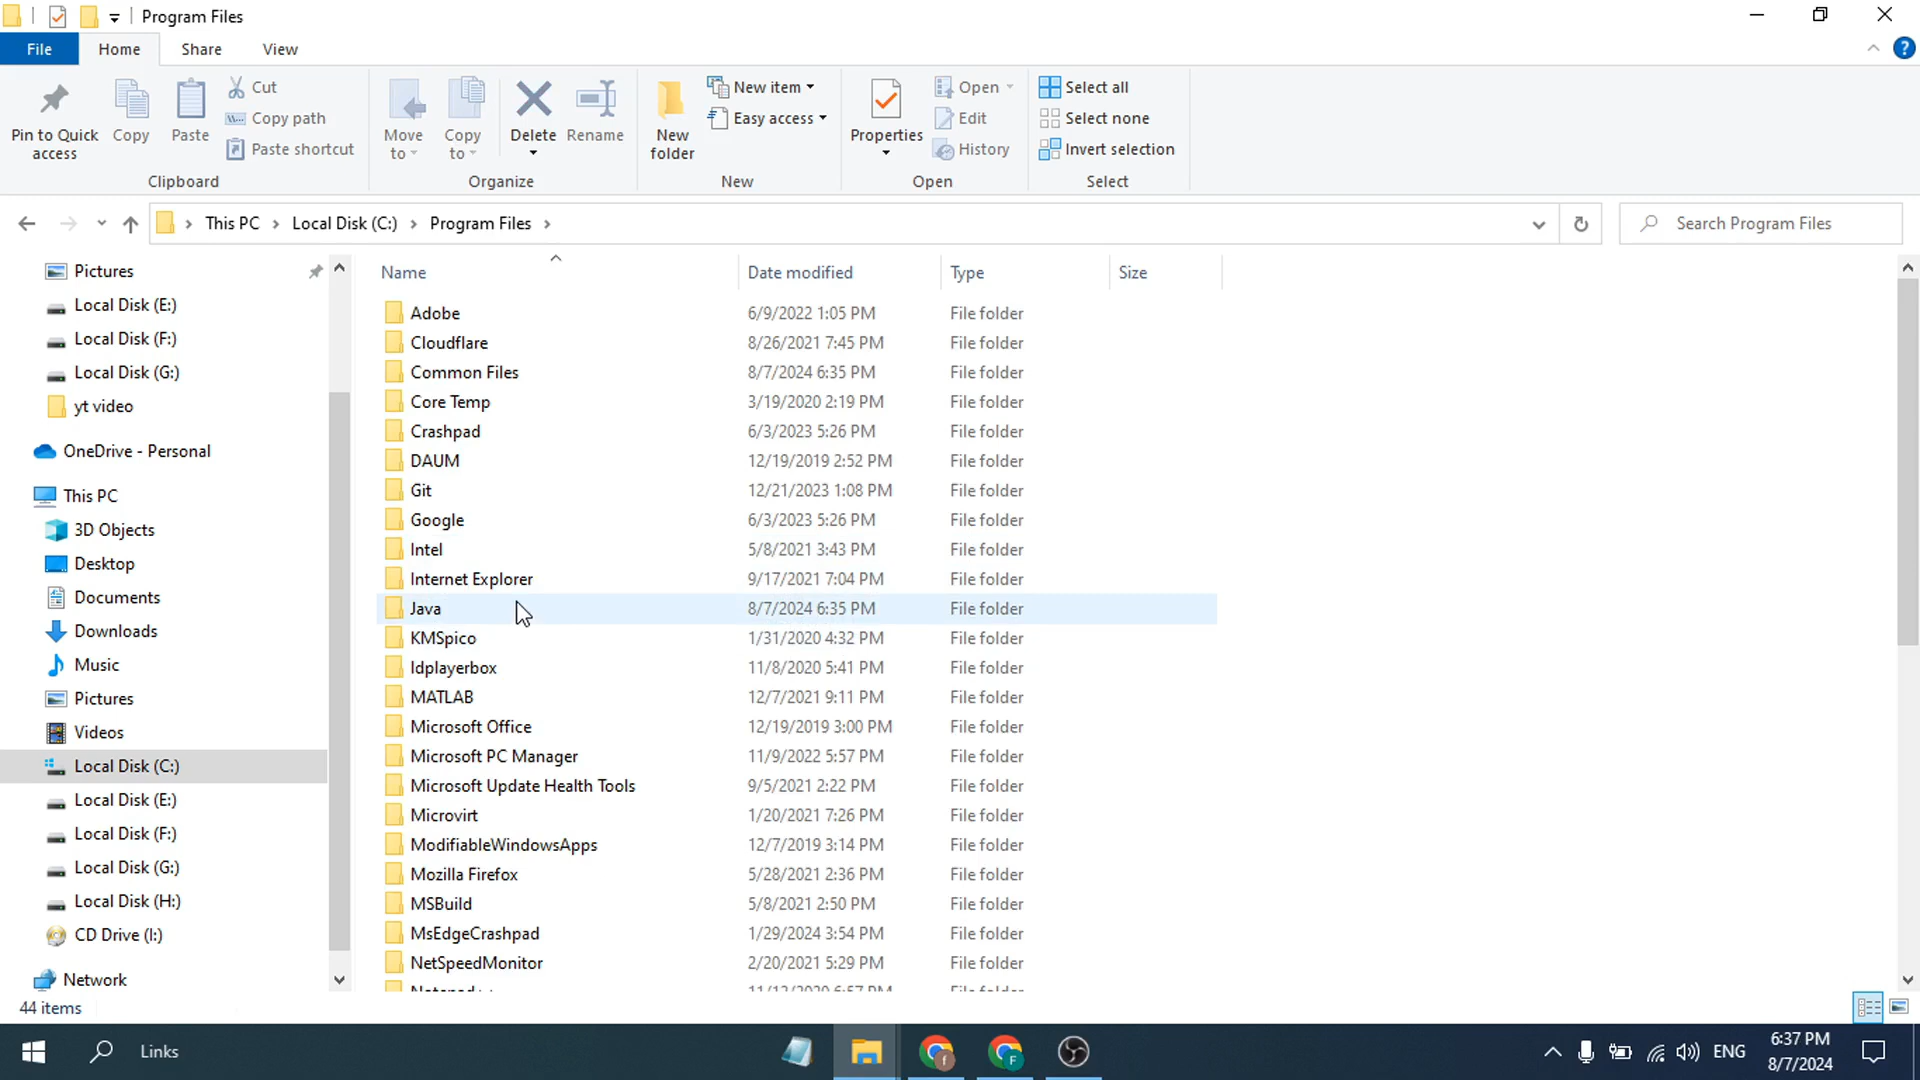 Program Files
File Home Share View
Pin to Quick access
Copy
Paste
Cut
Copy path
Paste shortcut
Clipboard
Move to
Copy to
Delete
Rename
Organize
New folder
New item
Easy access
New
Properties
Open
Edit
History
Open
Select all
Select none
Invert selection
Select
This PC > Local Disk (C:) > Program Files >
Search Program Files
Pictures
Local Disk (E:)
Local Disk (F:)
Local Disk (G:)
yt video
OneDrive - Personal
This PC
3D Objects
Desktop
Documents
Downloads
Music
Pictures
Videos
Local Disk (C:)
Local Disk (E:)
Local Disk (F:)
Local Disk (G:)
Local Disk (H:)
CD Drive (I:)
Network
Name Date modified Type Size
Adobe 6/9/2022 1:05 PM File folder
Cloudflare 8/26/2021 7:45 PM File folder
Common Files 8/7/2024 6:35 PM File folder
Core Temp 3/19/2020 2:19 PM File folder
Crashpad 6/3/2023 5:26 PM File folder
DAUM 12/19/2019 2:52 PM File folder
Git 12/21/2023 1:08 PM File folder
Google 6/3/2023 5:26 PM File folder
Intel 5/8/2021 3:43 PM File folder
Internet Explorer 9/17/2021 7:04 PM File folder
Java 8/7/2024 6:35 PM File folder
KMSpico 1/31/2020 4:32 PM File folder
ldplayerbox 11/8/2020 5:41 PM File folder
MATLAB 12/7/2021 9:11 PM File folder
Microsoft Office 12/19/2019 3:00 PM File folder
Microsoft PC Manager 11/9/2022 5:57 PM File folder
Microsoft Update Health Tools 9/5/2021 2:22 PM File folder
Microvirt 1/20/2021 7:26 PM File folder
ModifiableWindowsApps 12/7/2019 3:14 PM File folder
Mozilla Firefox 5/28/2021 2:36 PM File folder
MSBuild 5/8/2021 2:50 PM File folder
MsEdgeCrashpad 1/29/2024 3:54 PM File folder
NetSpeedMonitor 2/20/2021 5:29 PM File folder
44 items
Links
ENG
6:37 PM
8/7/2024